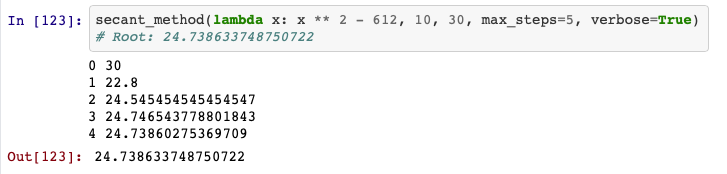 In [123]: secant_method(lambda x: x ** 2 - 612, 10, 30, max_steps=5, verbose=True)
# Root: 24.738633748750722
0 30
1 22.8
2 24.545454545454547
3 24.746543778801843
4 24.73860275369709
Out[123]: 24.738633748750722